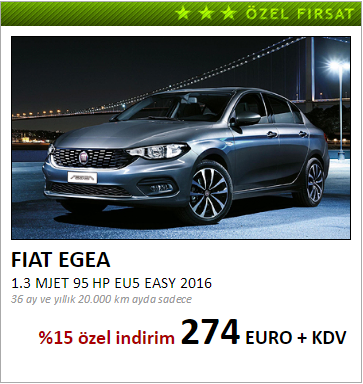 ★ ★ ★ ÖZEL FIRSAT
EGEA
FIAT EGEA
1.3 MJET 95 HP EU5 EASY 2016
36 ay ve yıllık 20.000 km ayda sadece
%15 özel indirim 274 EURO + KDV